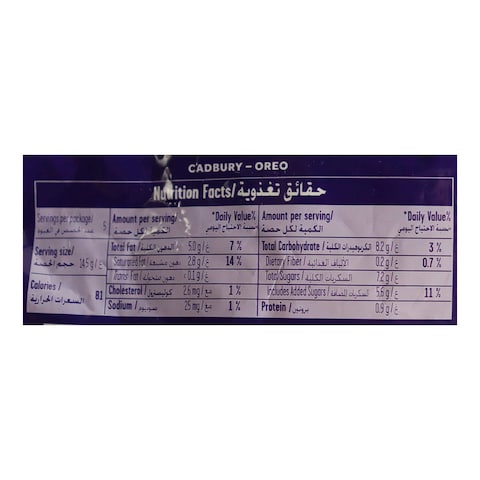 CADBURY – OREO
Nutrition Facts/حقائق تغذوية
Servings per package/ 5
عدد الحصص في العبوة
Serving size/
حجم الحصة 14.5 g/غ
Calories / 81
السعرات الحرارية
Amount per serving/ *Daily Value%
الكمية لكل حصة حصة الاحتياج اليومي*
Total Fat / الدهون الكلية 5.0 g/غ 7 %
Saturated Fat / دهون مشبعة 2.8 g/غ 14 %
Trans Fat / دهون متحولة 0.1 g/غ
Cholesterol / كوليسترول 2.6 mg/مغ 1 %
Sodium / صوديوم 25 mg/مغ 1 %
Amount per serving/ *Daily Value%
الكمية لكل حصة حصة الاحتياج اليومي*
Total Carbohydrate / الكربوهيدرات الكلية 8.2 g/غ 3 %
Dietary Fiber / الألياف الغذائية 0.2 g/غ 0.7 %
Total Sugars / السكريات الكلية 7.2 g/غ
Includes Added Sugars / السكريات المضافة 5.6 g/غ 11 %
Protein / بروتين 0.9 g/غ